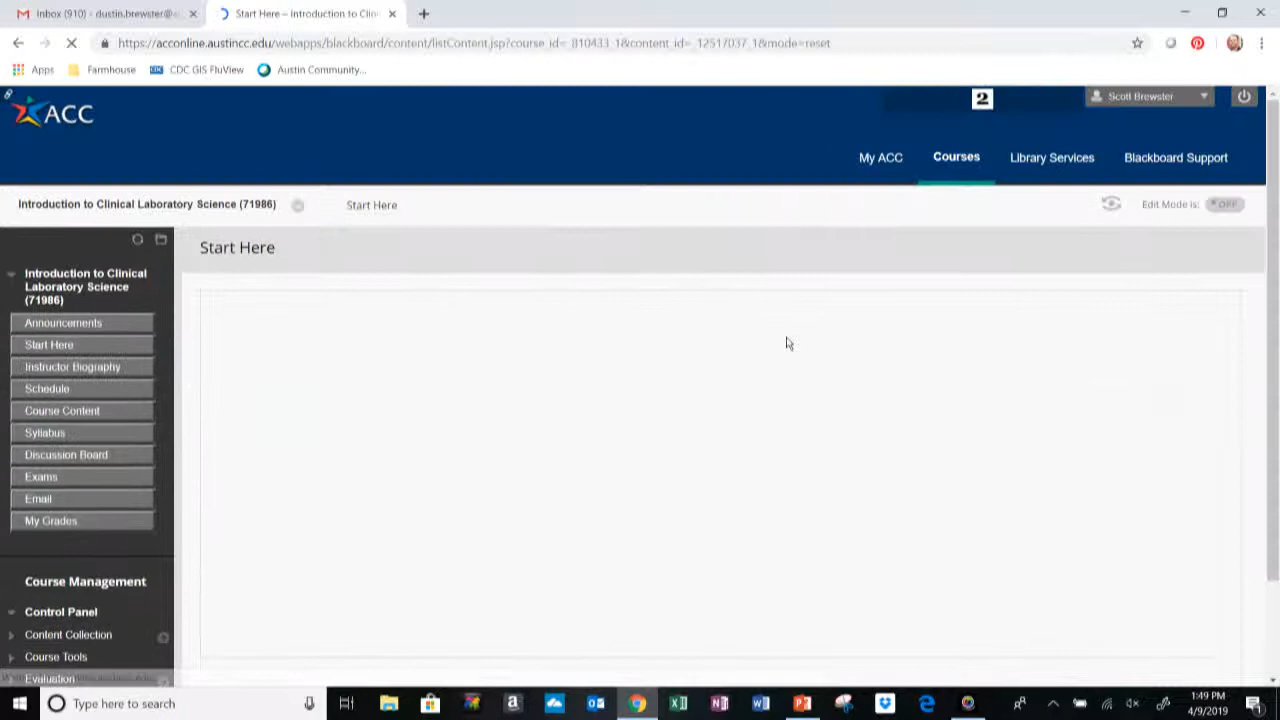 Inbox (910) - dustin.brewster@
Start Here – Introduction to Clin
https://acconline.austincc.edu/webapps/blackboard/content/listContent.jsp?course_id=_810433_1&content_id=_12517037_1&mode=reset
Apps Farmhouse CDC GIS FluView Austin Community...
ACC
2
Scott Brewster
My ACC Courses Library Services Blackboard Support
Introduction to Clinical Laboratory Science (71986) Start Here
Edit Mode is: OFF
Start Here
Introduction to Clinical
Laboratory Science
(71986)
Announcements
Start Here
Instructor Biography
Schedule
Course Content
Syllabus
Discussion Board
Exams
Email
My Grades
Course Management
Control Panel
Content Collection
Course Tools
Evaluation
Type here to search
1:49 PM
4/9/2019